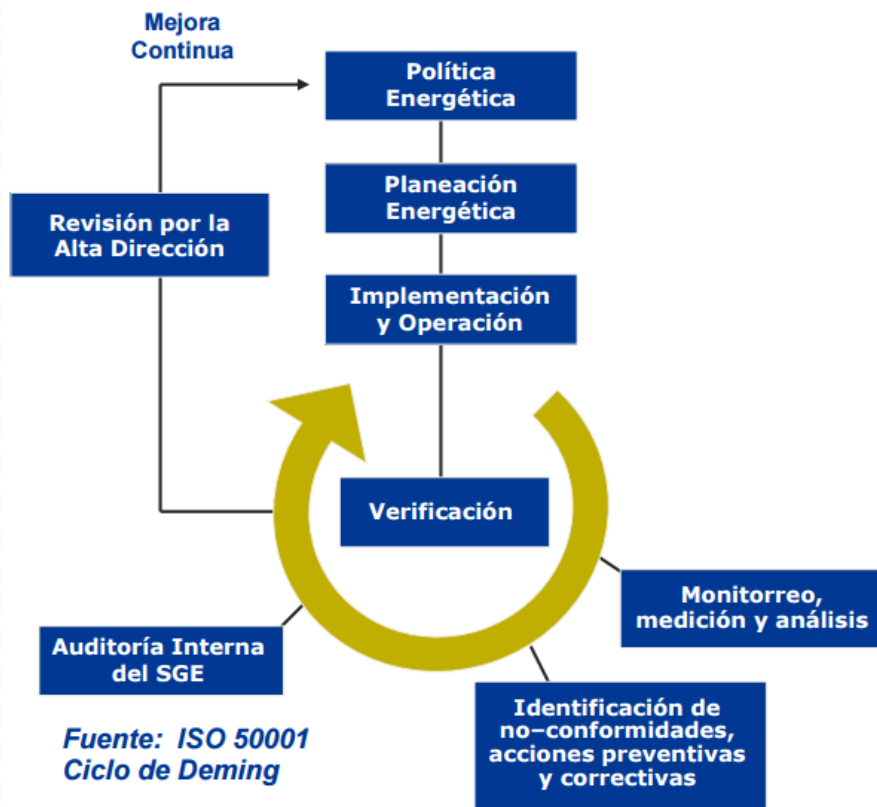 Mejora
Continua
Política
Energética
Planeación
Energética
Revisión por la
Alta Dirección
Implementación
y Operación
Verificación
Monitorreo,
medición y análisis
Auditoría Interna
del SGE
Identificación de
no–conformidades,
acciones preventivas
y correctivas
Fuente: ISO 50001
Ciclo de Deming